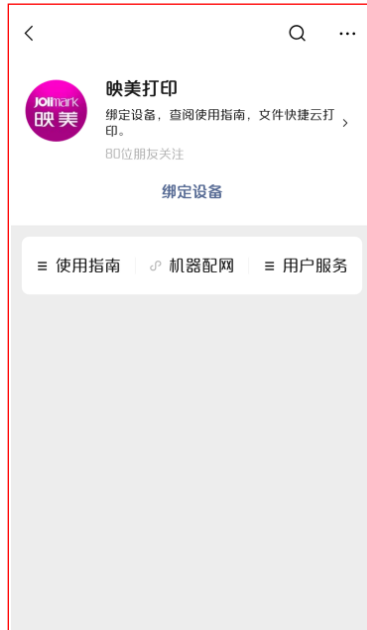 映美打印
Jolimark
映美
绑定设备，查阅使用指南，文件快捷云打
印。
80位朋友关注
绑定设备
使用指南
机器配网
用户服务